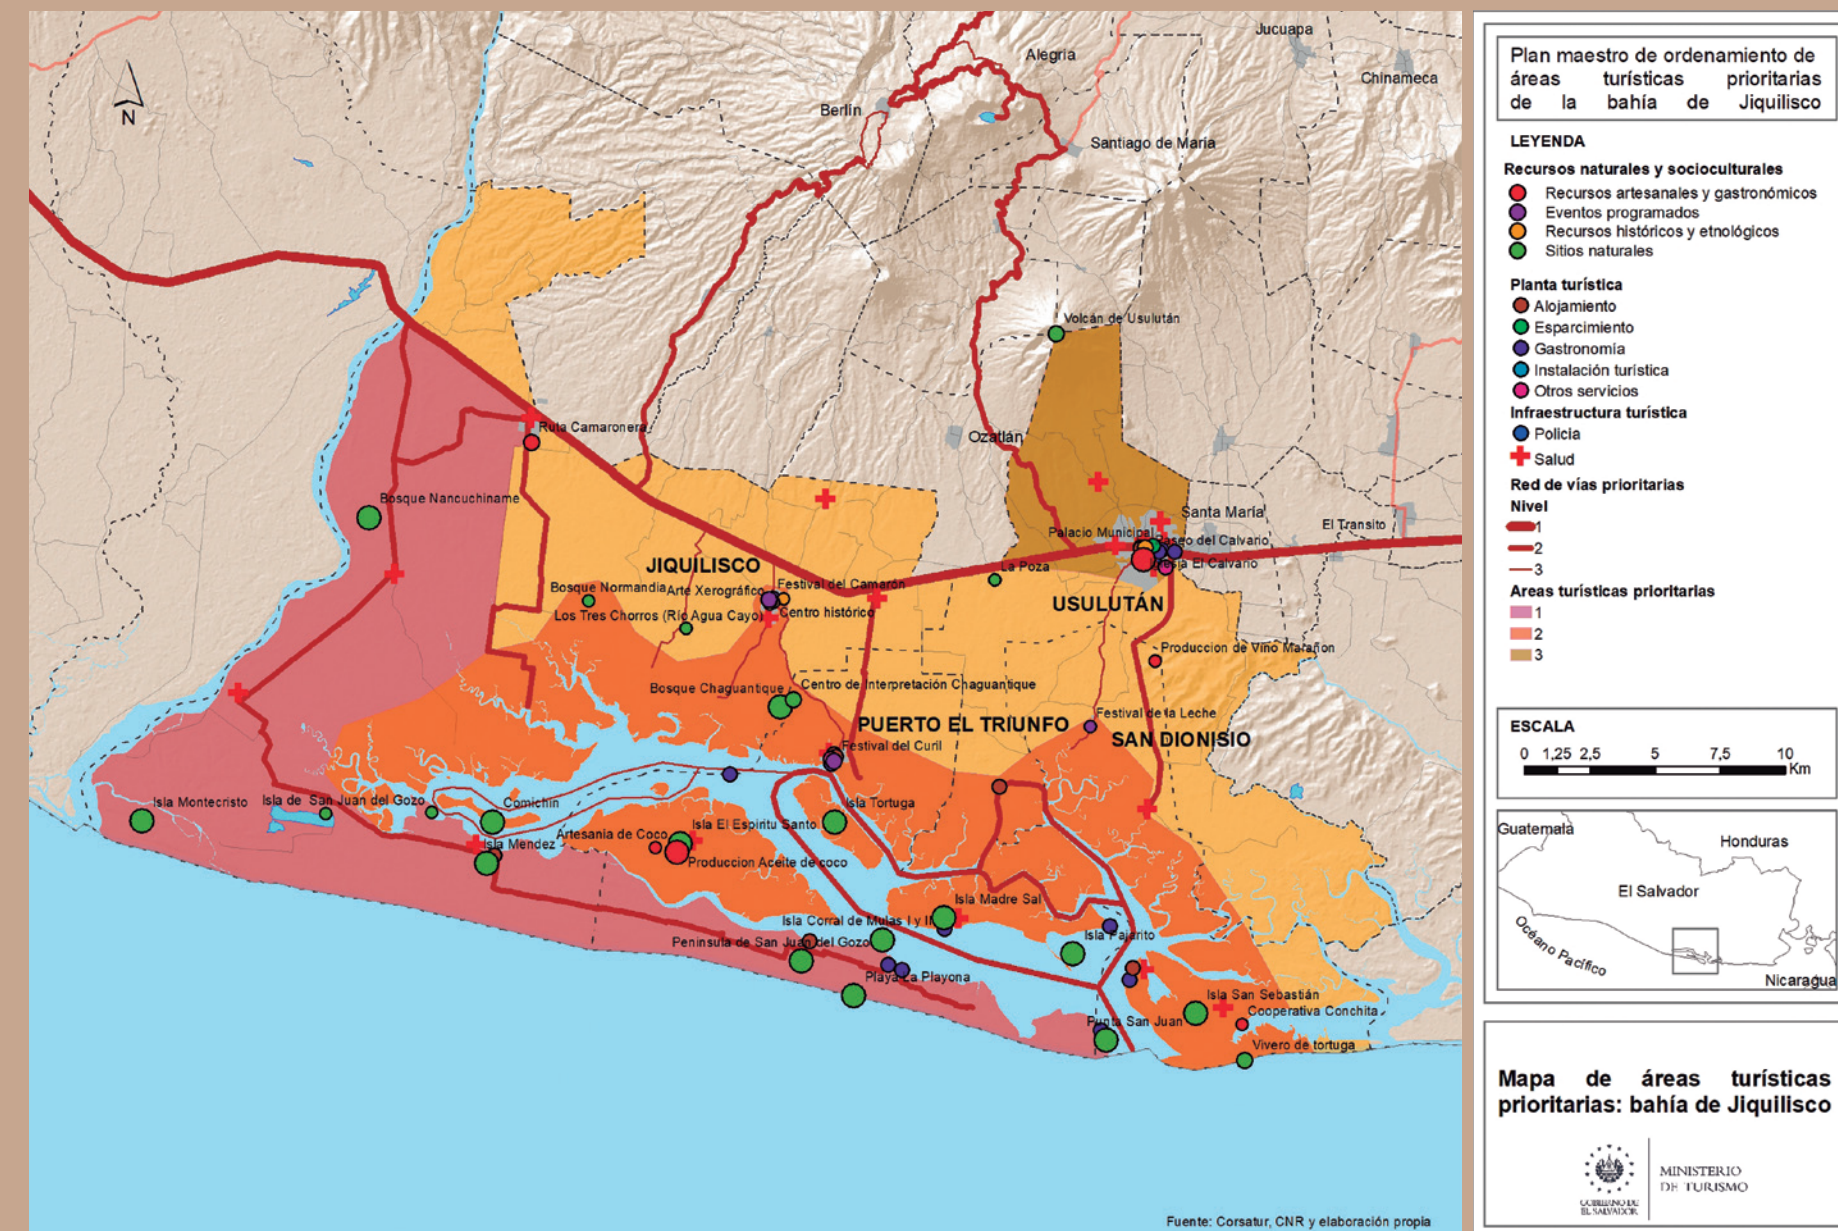 Jucuapa
Alegria
Chinameca
Berlín
N
Santiago de María
Volcán de Usulután
Ruta Camaronera
Ozatlán
Bosque Nancuchiname
Santa María
El Transito
Palacio Municipal
Paseo del Calvario
El Calvario
JIQUILISCO
La Poza
Bosque Normandia
Arte Xerográfico
Festival del Camarón
USULUTÁN
Los Tres Chorros (Río Agua Cayo)
Centro histórico
Produccion de Vino Marañon
Bosque Chaguantique
Centro de Interpretación Chaguantique
PUERTO EL TRIUNFO
Festival de la Leche
SAN DIONISIO
Festival del Curil
Isla Montecristo
Isla de San Juan del Gozo
Comichin
Isla Tortuga
Artesania de Coco
Isla El Espiritu Santo
Isla Mendez
Produccion Aceite de coco
Isla Madre Sal
Isla Corral de Mulas I y II
Isla Pajarito
Peninsula de San Juan del Gozo
Playa La Playona
Isla San Sebastián
Cooperativa Conchita
Punta San Juan
Vivero de tortuga
Fuente: Corsatur, CNR y elaboración propia
Plan maestro de ordenamiento de
áreas turísticas prioritarias
de la bahía de Jiquilisco
LEYENDA
Recursos naturales y socioculturales
Recursos artesanales y gastronómicos
Eventos programados
Recursos históricos y etnológicos
Sitios naturales
Planta turística
Alojamiento
Esparcimiento
Gastronomía
Instalación turística
Otros servicios
Infraestructura turística
Policia
Salud
Red de vías prioritarias
Nivel
1
2
3
Areas turísticas prioritarias
1
2
3
ESCALA
0 1,25 2,5 5 7,5 10
Km
Guatemala
Honduras
El Salvador
Océano Pacífico
Nicaragua
Mapa de áreas turísticas
prioritarias: bahía de Jiquilisco
MINISTERIO
DE TURISMO
GOBIERNO DE
EL SALVADOR